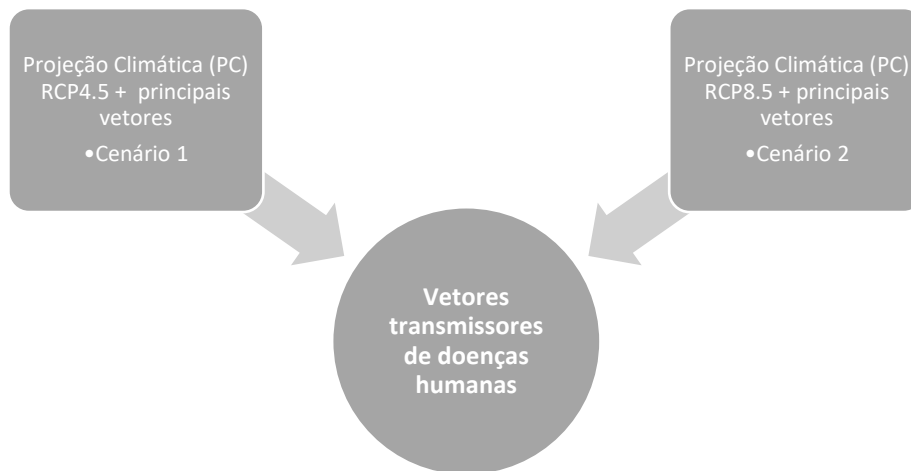 Projeção Climática (PC)
RCP4.5 + principais
vetores
•Cenário 1
Projeção Climática (PC)
RCP8.5 + principais
vetores
•Cenário 2
Vetores
transmissores
de doenças
humanas